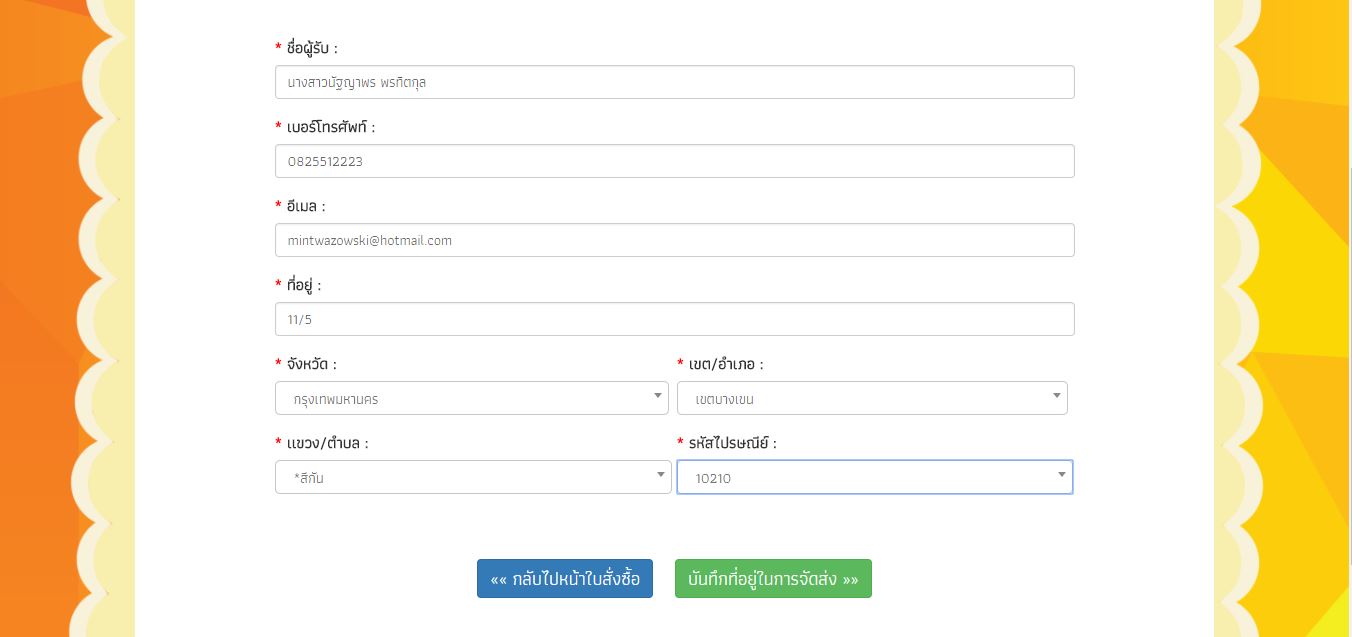 * ชื่อผู้รับ :
นางสาวนัฐญาพร พรทิตกุล
* เบอร์โทรศัพท์ :
0825512223
* อีเมล :
mintwazowski@hotmail.com
* ที่อยู่ :
11/5
* จังหวัด : * เขต/อำเภอ :
กรุงเทพมหานคร เขตบางเขน
* แขวง/ตำบล : * รหัสไปรษณีย์ :
*สีกัน 10210
«« กลับไปหน้าใบสั่งซื้อ บันทึกที่อยู่ในการจัดส่ง »»